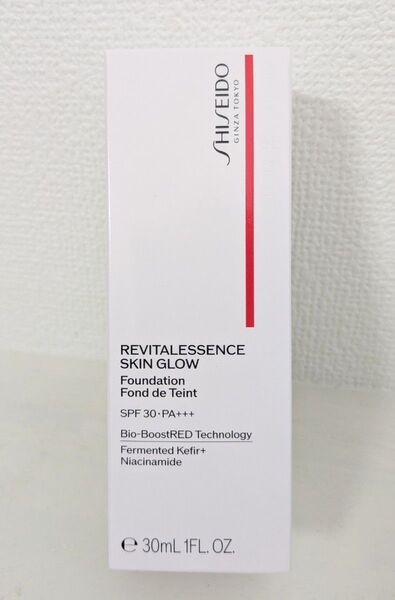 SHISEIDO
GINZA TOKYO
REVITALESSENCE
SKIN GLOW
Foundation
Fond de Teint
SPF 30・PA+++
Bio-BoostRED Technology
Fermented Kefir+
Niacinamide
℮ 30mL 1FL. OZ.